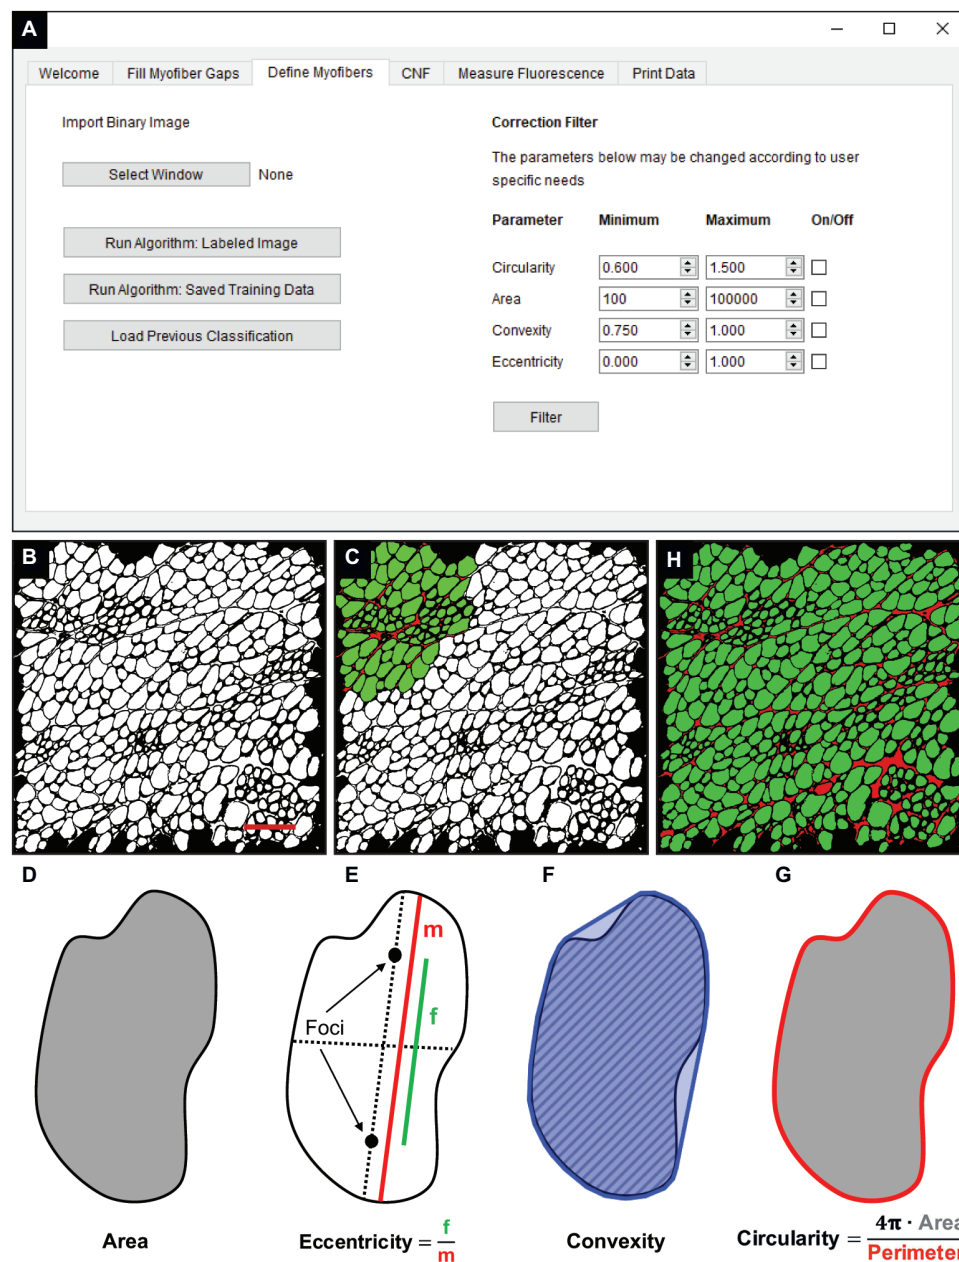 A
Welcome Fill Myofiber Gaps Define Myofibers CNF Measure Fluorescence Print Data
Import Binary Image
Select Window None
Run Algorithm: Labeled Image
Run Algorithm: Saved Training Data
Load Previous Classification
Correction Filter
The parameters below may be changed according to user
specific needs
Parameter Minimum Maximum On/Off
Circularity 0.600 1.500
Area 100 100000
Convexity 0.750 1.000
Eccentricity 0.000 1.000
Filter
B C H
D E F G
m
f
Foci
Area
Eccentricity = f/m
Convexity
Circularity = 4π · Area/Perimeter